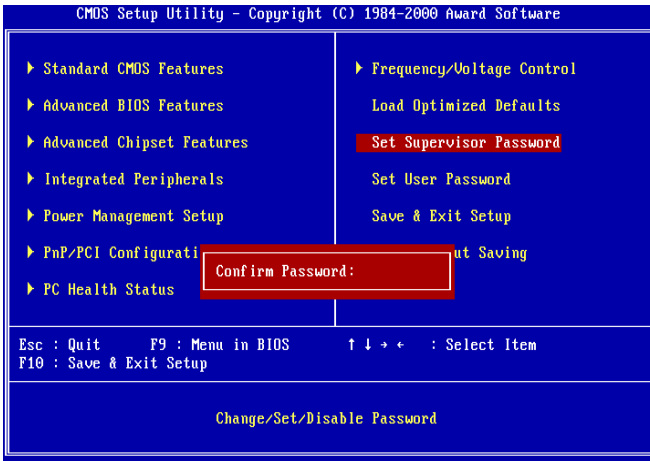 CMOS Setup Utility - Copyright (C) 1984-2000 Award Software
Standard CMOS Features
Advanced BIOS Features
Advanced Chipset Features
Integrated Peripherals
Power Management Setup
PnP/PCI Configurati
PC Health Status
Frequency/Voltage Control
Load Optimized Defaults
Set Supervisor Password
Set User Password
Save & Exit Setup
ut Saving
Confirm Password:
Esc : Quit F9 : Menu in BIOS ↑ ↓ → ← : Select Item
F10 : Save & Exit Setup
Change/Set/Disable Password